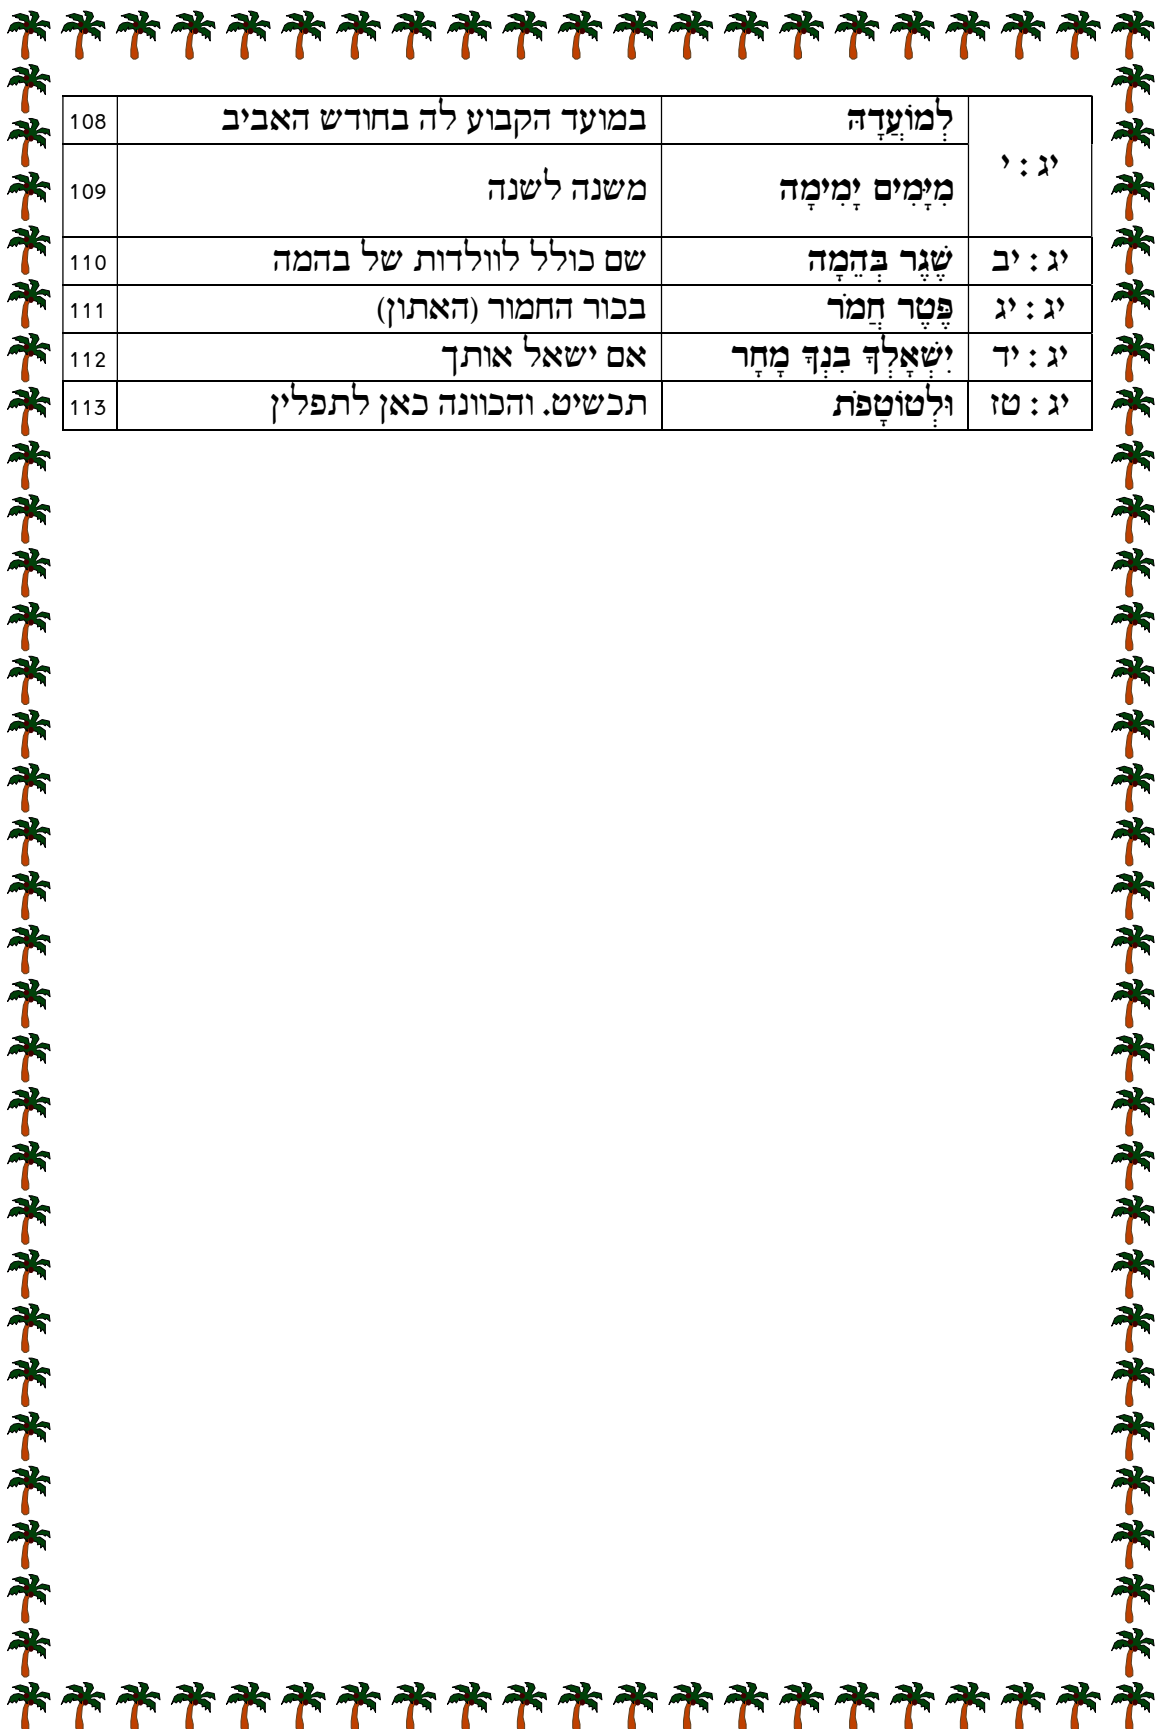 יג : י לְמוֹעֲדָהּ במועד הקבוע לה בחודש האביב 108
מִיָּמִים יָמִימָה משנה לשנה 109
יג : יב שֶׁגֶר בְּהֵמָה שם כולל לוולדות של בהמה 110
יג : יג פֶּטֶר חֲמֹר בכור החמור (האתון) 111
יג : יד יִשְׁאָלְךָ בִנְךָ מָחָר אם ישאל אותך 112
יג : טז וּלְטוֹטָפֹת תכשיט. והכוונה כאן לתפלין 113